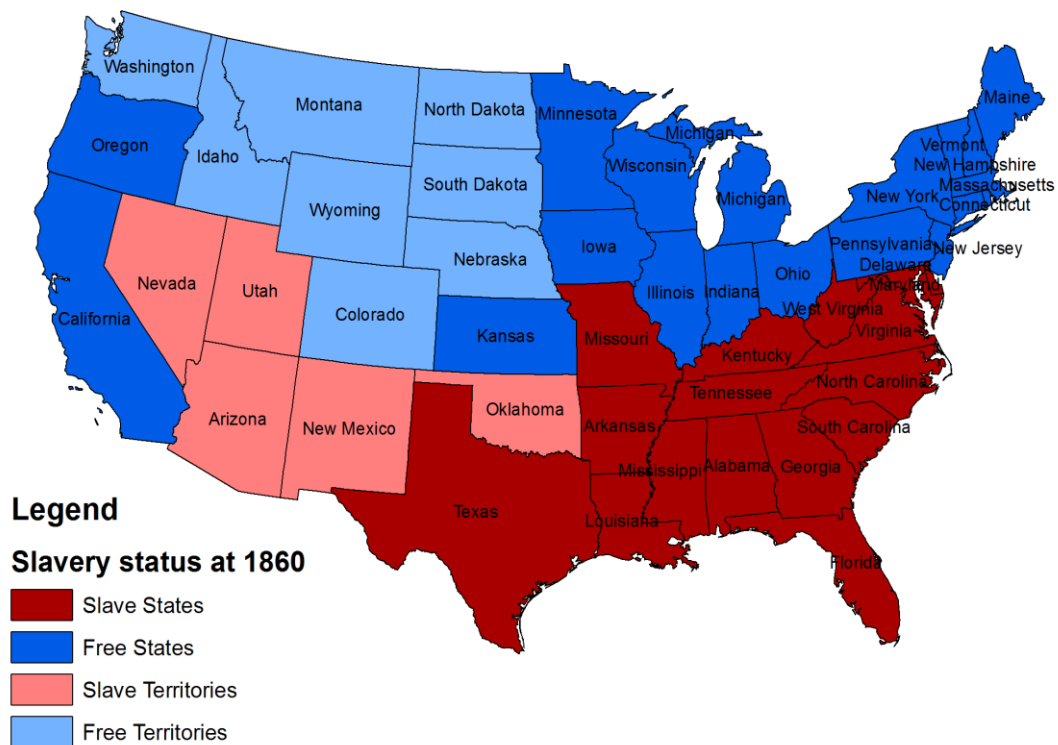 Washington
Montana
North Dakota
Minnesota
Maine
Oregon
Idaho
Michigan
Vermont
Wisconsin
New Hampshire
South Dakota
Wyoming
Michigan
New York
Massachusetts
Connecticut
Iowa
Pennsylvania
New Jersey
Nebraska
Delaware
Nevada
Utah
Ohio
Maryland
Illinois
Indiana
West Virginia
California
Colorado
Kansas
Missouri
Virginia
Kentucky
North Carolina
Tennessee
Oklahoma
Arizona
New Mexico
Arkansas
South Carolina
Mississippi
Alabama
Georgia
Texas
Louisiana
Florida
Legend
Slavery status at 1860
Slave States
Free States
Slave Territories
Free Territories